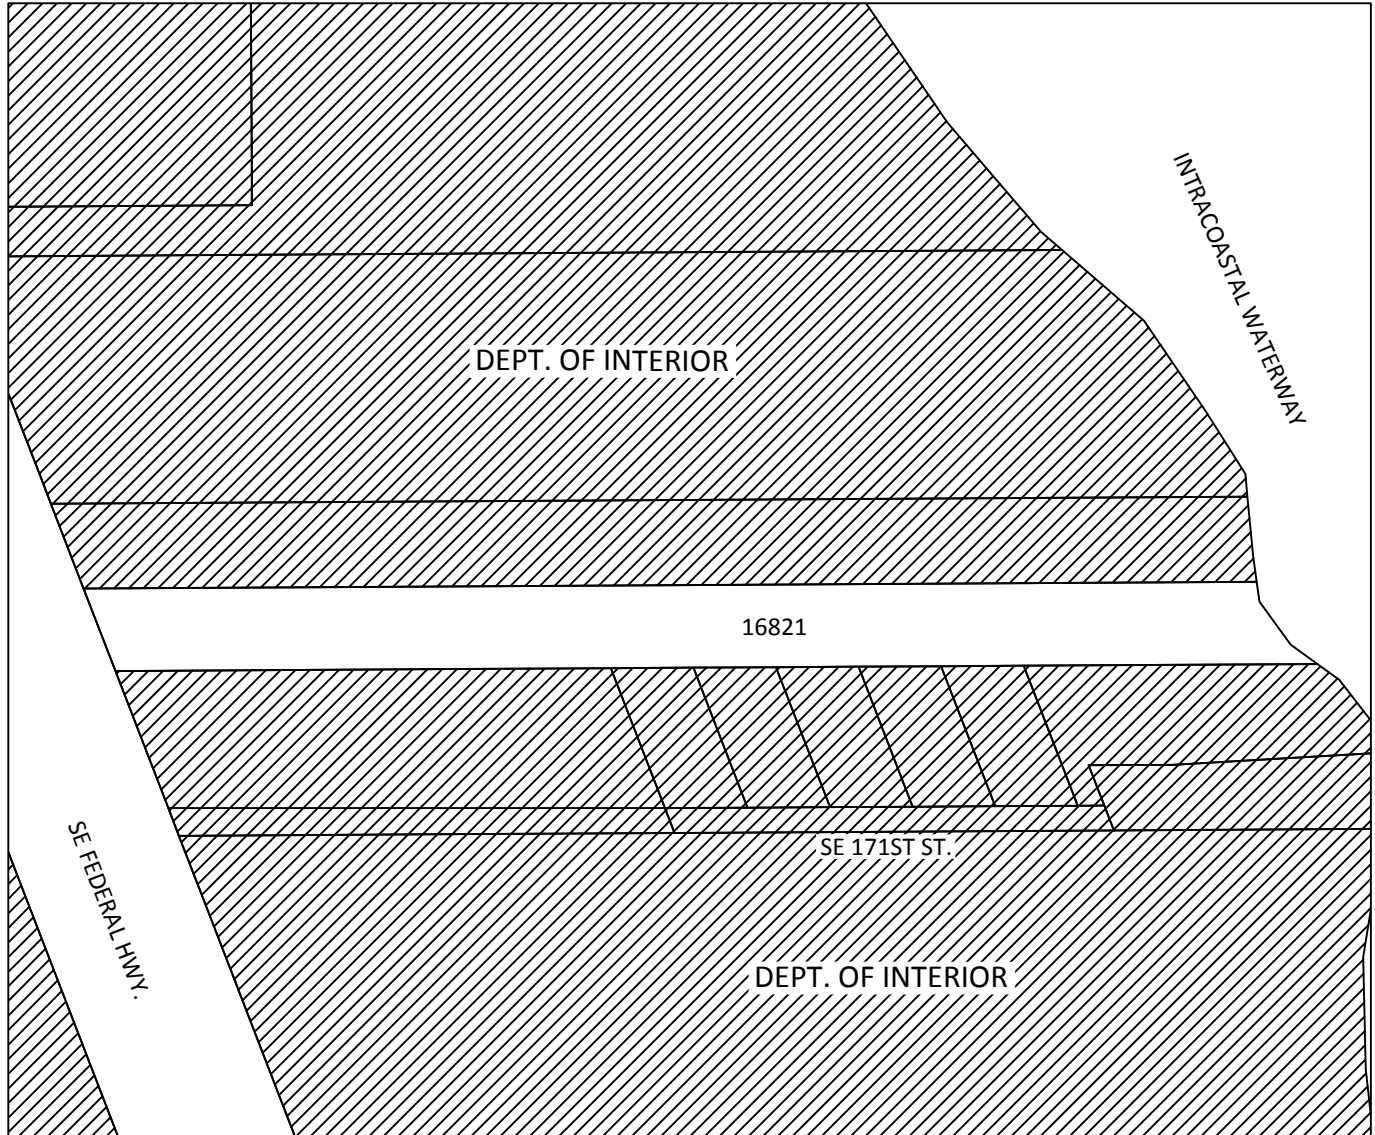 INTRACOASTAL WATERWAY
DEPT. OF INTERIOR
16821
SE 171ST ST.
SE FEDERAL HWY.
DEPT. OF INTERIOR